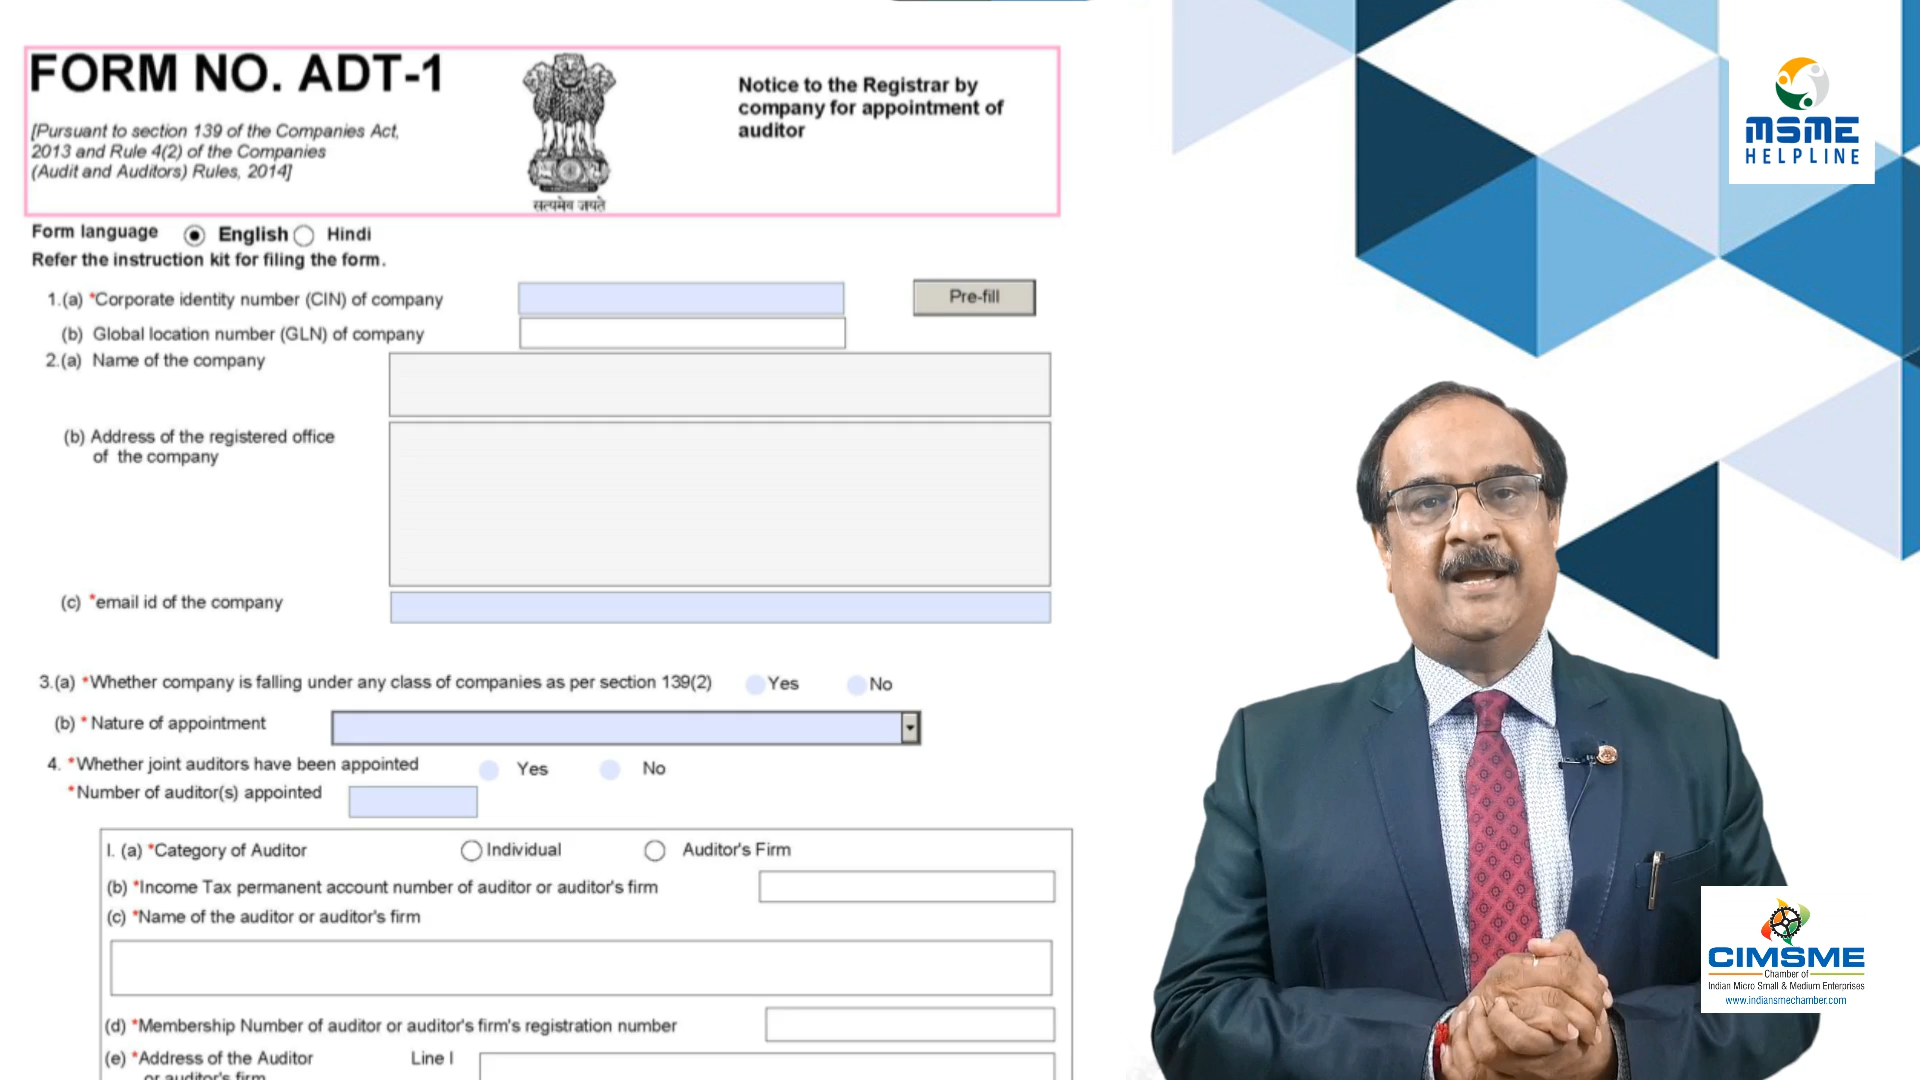 FORM NO. ADT-1
[Pursuant to section 139 of the Companies Act,
2013 and Rule 4(2) of the Companies
(Audit and Auditors) Rules, 2014]
सत्यमेव जयते
Notice to the Registrar by
company for appointment of
auditor
Form language English Hindi
Refer the instruction kit for filing the form.
1.(a) *Corporate identity number (CIN) of company Pre-fill
(b) Global location number (GLN) of company
2.(a) Name of the company
(b) Address of the registered office
of the company
(c) *email id of the company
3.(a) *Whether company is falling under any class of companies as per section 139(2) Yes No
(b) * Nature of appointment
4. *Whether joint auditors have been appointed Yes No
*Number of auditor(s) appointed
I. (a) *Category of Auditor Individual Auditor's Firm
(b) *Income Tax permanent account number of auditor or auditor's firm
(c) *Name of the auditor or auditor's firm
(d) *Membership Number of auditor or auditor's firm's registration number
(e) *Address of the Auditor Line I
or auditor's firm
MSME
HELPLINE
CIMSME
Chamber of
Indian Micro Small & Medium Enterprises
www.indiansmechamber.com